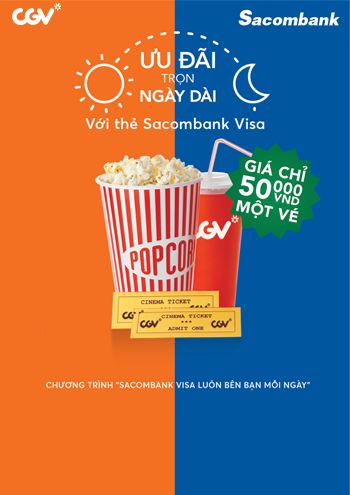 CGV
Sacombank
ƯU ĐÃI
TRỌN
NGÀY DÀI
Với thẻ Sacombank Visa
GIÁ CHỈ
50 000
VND
MỘT VÉ
CGV
POPCOR
CINEMA TICKET
***
CGV CGV
CINEMA TICKET
***
ADMIT ONE
CHƯƠNG TRÌNH "SACOMBANK VISA LUÔN BÊN BẠN MỖI NGÀY"